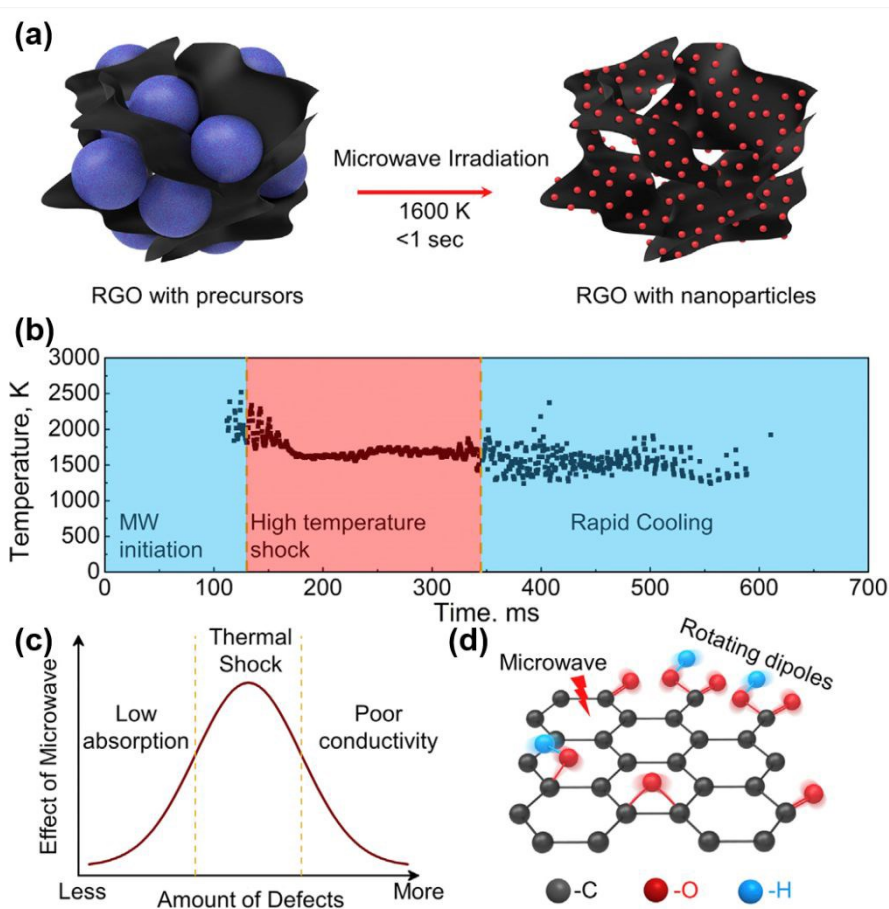 (a)
Microwave Irradiation
1600 K
<1 sec
RGO with precursors
RGO with nanoparticles
(b)
Temperature, K
3000
2500
2000
1500
1000
500
0
MW
initiation
High temperature
shock
Rapid Cooling
0 100 200 300 400 500 600 700
Time. ms
(c)
Effect of Microwave
Thermal
Shock
Low
absorption
Poor
conductivity
Less
Amount of Defects
More
(d)
Microwave
Rotating dipoles
-C -O -H